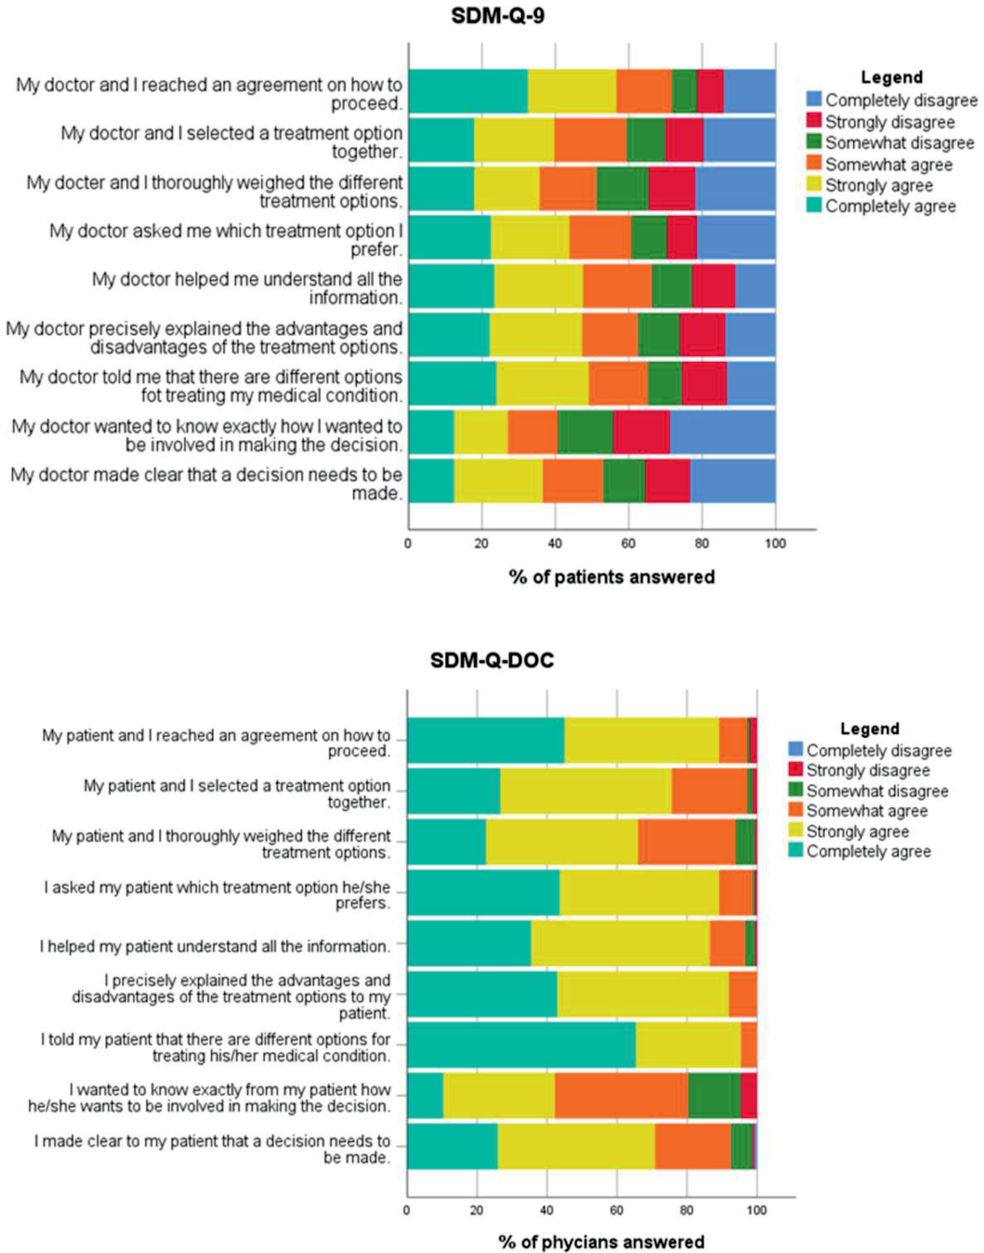 SDM-Q-9
My doctor and I reached an agreement on how to
proceed.
My doctor and I selected a treatment option
together.
My docter and I thoroughly weighed the different
treatment options.
My doctor asked me which treatment option I
prefer.
My doctor helped me understand all the
information.
My doctor precisely explained the advantages and
disadvantages of the treatment options.
My doctor told me that there are different options
fot treating my medical condition.
My doctor wanted to know exactly how I wanted to
be involved in making the decision.
My doctor made clear that a decision needs to be
made.
0 20 40 60 80 100
% of patients answered
Legend
Completely disagree
Strongly disagree
Somewhat disagree
Somewhat agree
Strongly agree
Completely agree
SDM-Q-DOC
My patient and I reached an agreement on how to
proceed.
My patient and I selected a treatment option
together.
My patient and I thoroughly weighed the different
treatment options.
I asked my patient which treatment option he/she
prefers.
I helped my patient understand all the information.
I precisely explained the advantages and
disadvantages of the treatment options to my
patient.
I told my patient that there are different options for
treating his/her medical condition.
I wanted to know exactly from my patient how
he/she wants to be involved in making the decision.
I made clear to my patient that a decision needs to
be made.
0 20 40 60 80 100
% of phycians answered
Legend
Completely disagree
Strongly disagree
Somewhat disagree
Somewhat agree
Strongly agree
Completely agree